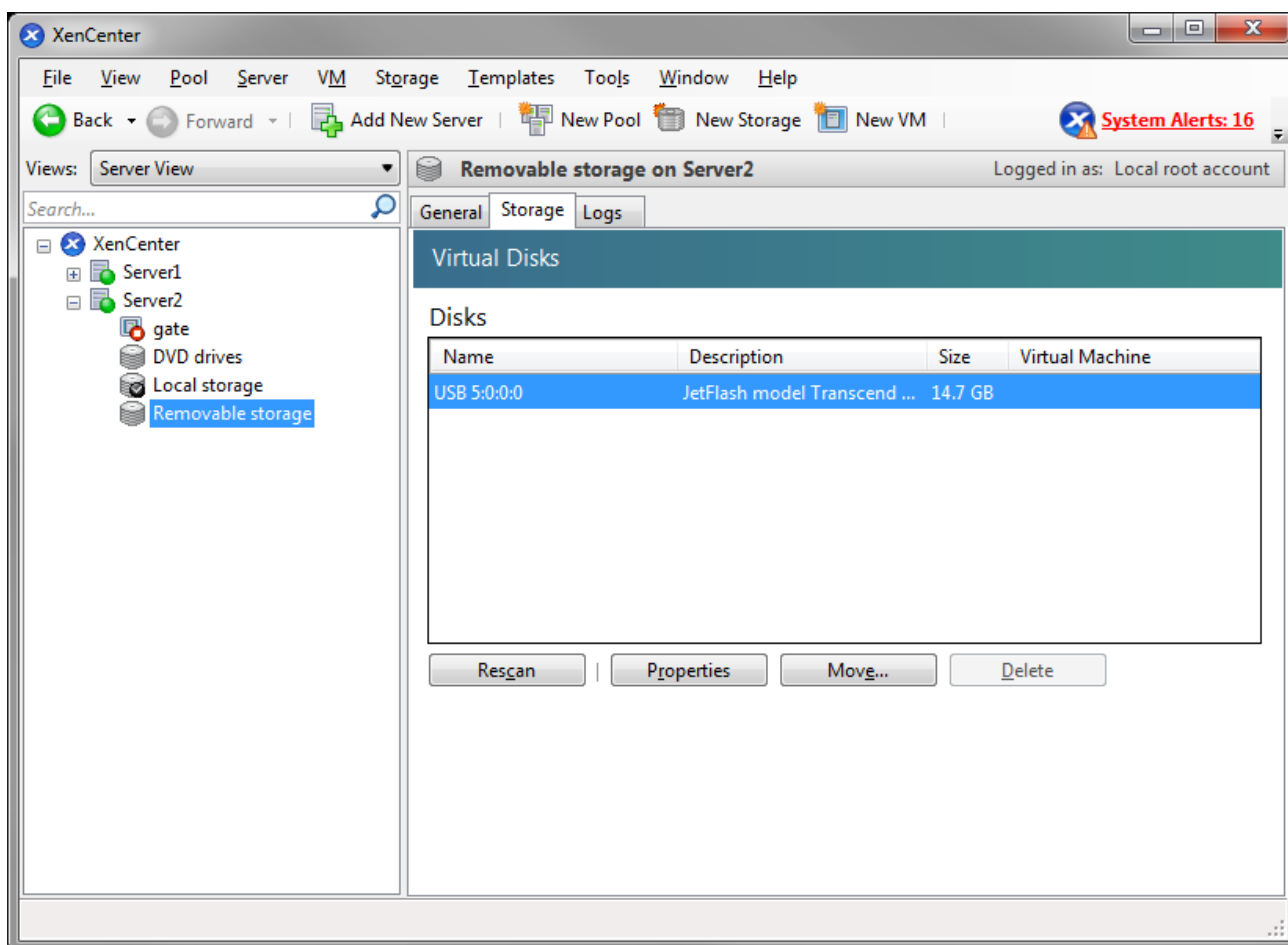 XenCenter
File View Pool Server VM Storage Templates Tools Window Help
Back Forward Add New Server New Pool New Storage New VM System Alerts: 16
Views: Server View
Removable storage on Server2 Logged in as: Local root account
Search...
General Storage Logs
XenCenter
Server1
Server2
gate
DVD drives
Local storage
Removable storage
Virtual Disks
Disks
Name Description Size Virtual Machine
USB 5:0:0:0 JetFlash model Transcend ... 14.7 GB
Rescan Properties Move... Delete